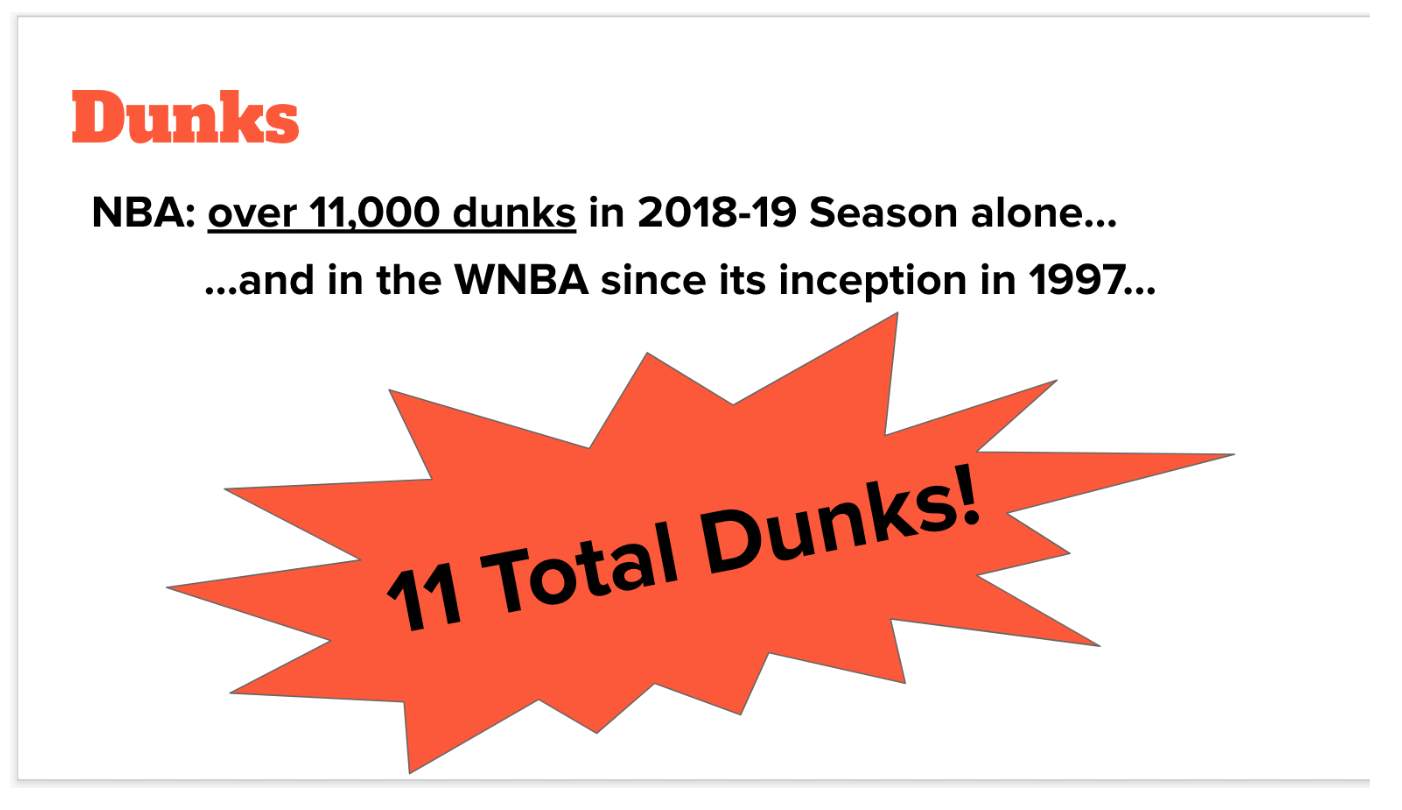 Dunks
NBA: over 11,000 dunks in 2018-19 Season alone...
...and in the WNBA since its inception in 1997...
11 Total Dunks!